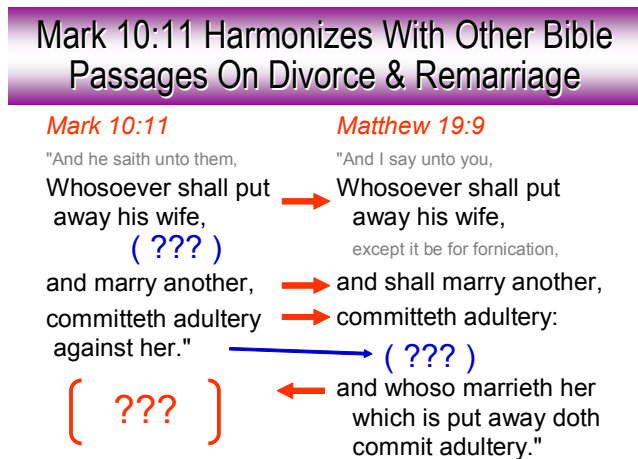 Mark 10:11 Harmonizes With Other Bible
Passages On Divorce & Remarriage
Mark 10:11
"And he saith unto them,
Whosoever shall put
away his wife,
( ??? )
and marry another,
committeth adultery
against her."
( ??? )
Matthew 19:9
"And I say unto you,
Whosoever shall put
away his wife,
except it be for fornication,
and shall marry another,
committeth adultery:
( ??? )
and whoso marrieth her
which is put away doth
commit adultery."